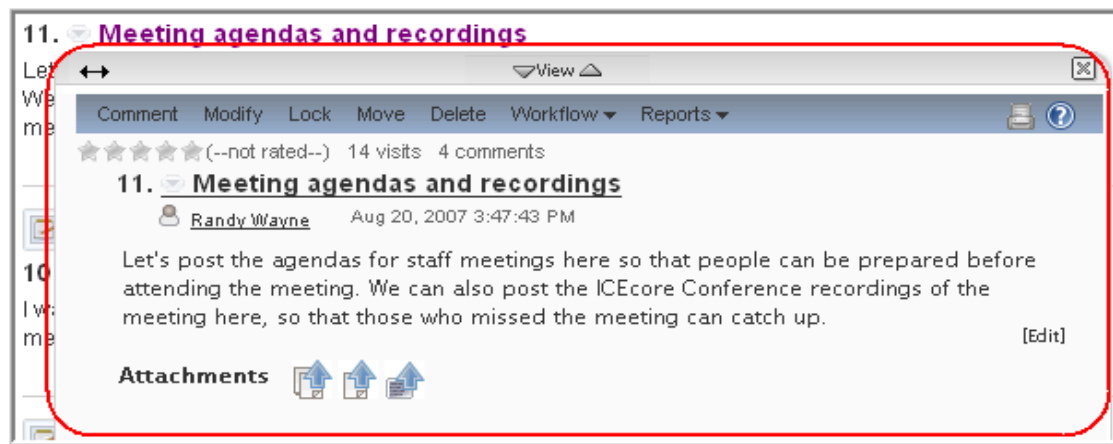 11. Meeting agendas and recordings
Let
We
me
View
Comment Modify Lock Move Delete Workflow Reports
(--not rated--) 14 visits 4 comments
11. Meeting agendas and recordings
Randy Wayne Aug 20, 2007 3:47:43 PM
Let's post the agendas for staff meetings here so that people can be prepared before
attending the meeting. We can also post the ICEcore Conference recordings of the
meeting here, so that those who missed the meeting can catch up.
[Edit]
Attachments
10
I wa
me